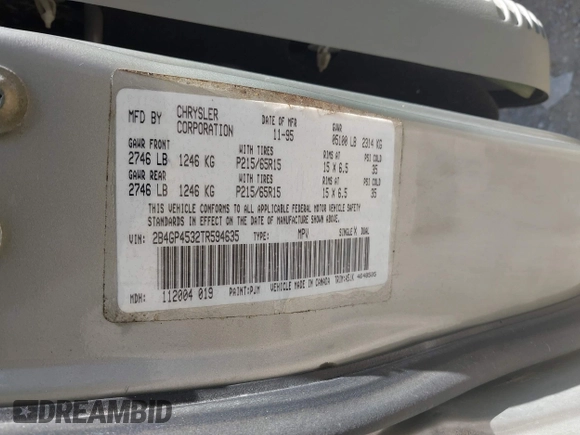 MFD BY CHRYSLER CORPORATION DATE OF MFR 11-95 GVWR 05100 LB 2314 KG
GAWR FRONT WITH TIRES RIMS AT PSI COLD
2746 LB 1246 KG P215/65R15 15 X 6.5 35
GAWR REAR WITH TIRES RIMS AT PSI COLD
2746 LB 1246 KG P215/65R15 15 X 6.5 35
THIS VEHICLE CONFORMS TO ALL APPLICABLE FEDERAL MOTOR VEHICLE SAFETY
STANDARDS IN EFFECT ON THE DATE OF MANUFACTURE SHOWN ABOVE.
VIN: 2B4GP4532TR594635 TYPE: MPV SINGLE X DUAL
MDH: 112004 019 PAINT:PJM VEHICLE MADE IN CANADA
DREAMBID